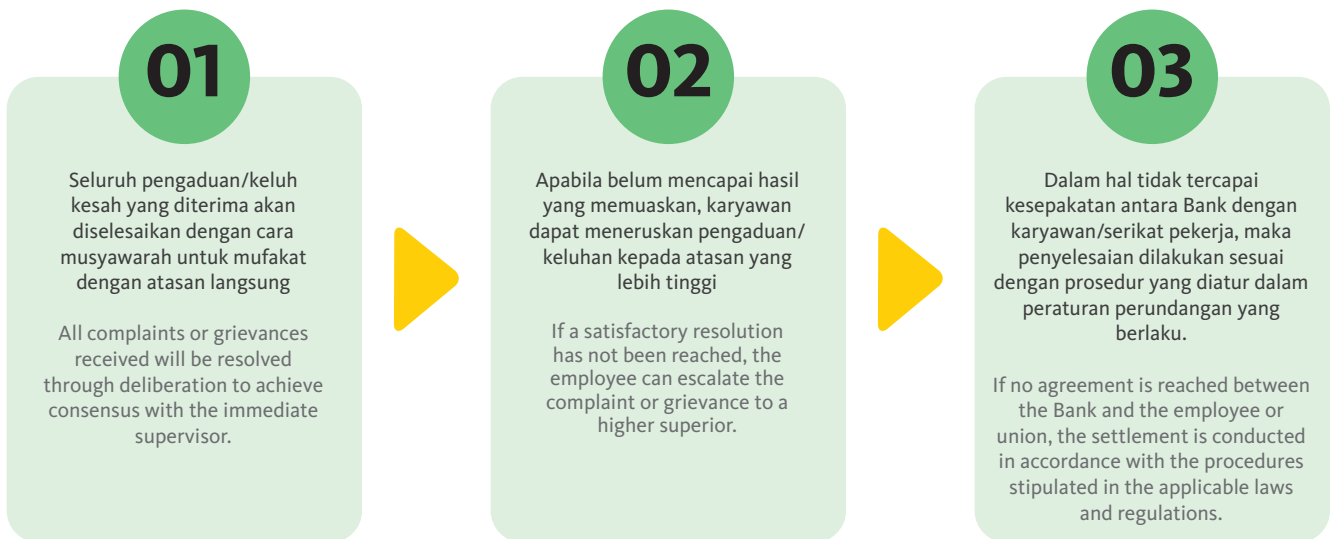 01
Seluruh pengaduan/keluh
kesah yang diterima akan
diselesaikan dengan cara
musyawarah untuk mufakat
dengan atasan langsung
All complaints or grievances
received will be resolved
through deliberation to achieve
consensus with the immediate
supervisor.
02
Apabila belum mencapai hasil
yang memuaskan, karyawan
dapat meneruskan pengaduan/
keluhan kepada atasan yang
lebih tinggi
If a satisfactory resolution
has not been reached, the
employee can escalate the
complaint or grievance to a
higher superior.
03
Dalam hal tidak tercapai
kesepakatan antara Bank dengan
karyawan/serikat pekerja, maka
penyelesaian dilakukan sesuai
dengan prosedur yang diatur dalam
peraturan perundangan yang
berlaku.
If no agreement is reached between
the Bank and the employee or
union, the settlement is conducted
in accordance with the procedures
stipulated in the applicable laws
and regulations.